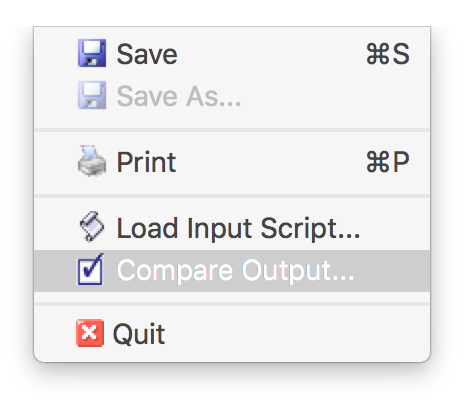 Save ⌘S
Save As...
Print ⌘P
Load Input Script...
Compare Output...
Quit